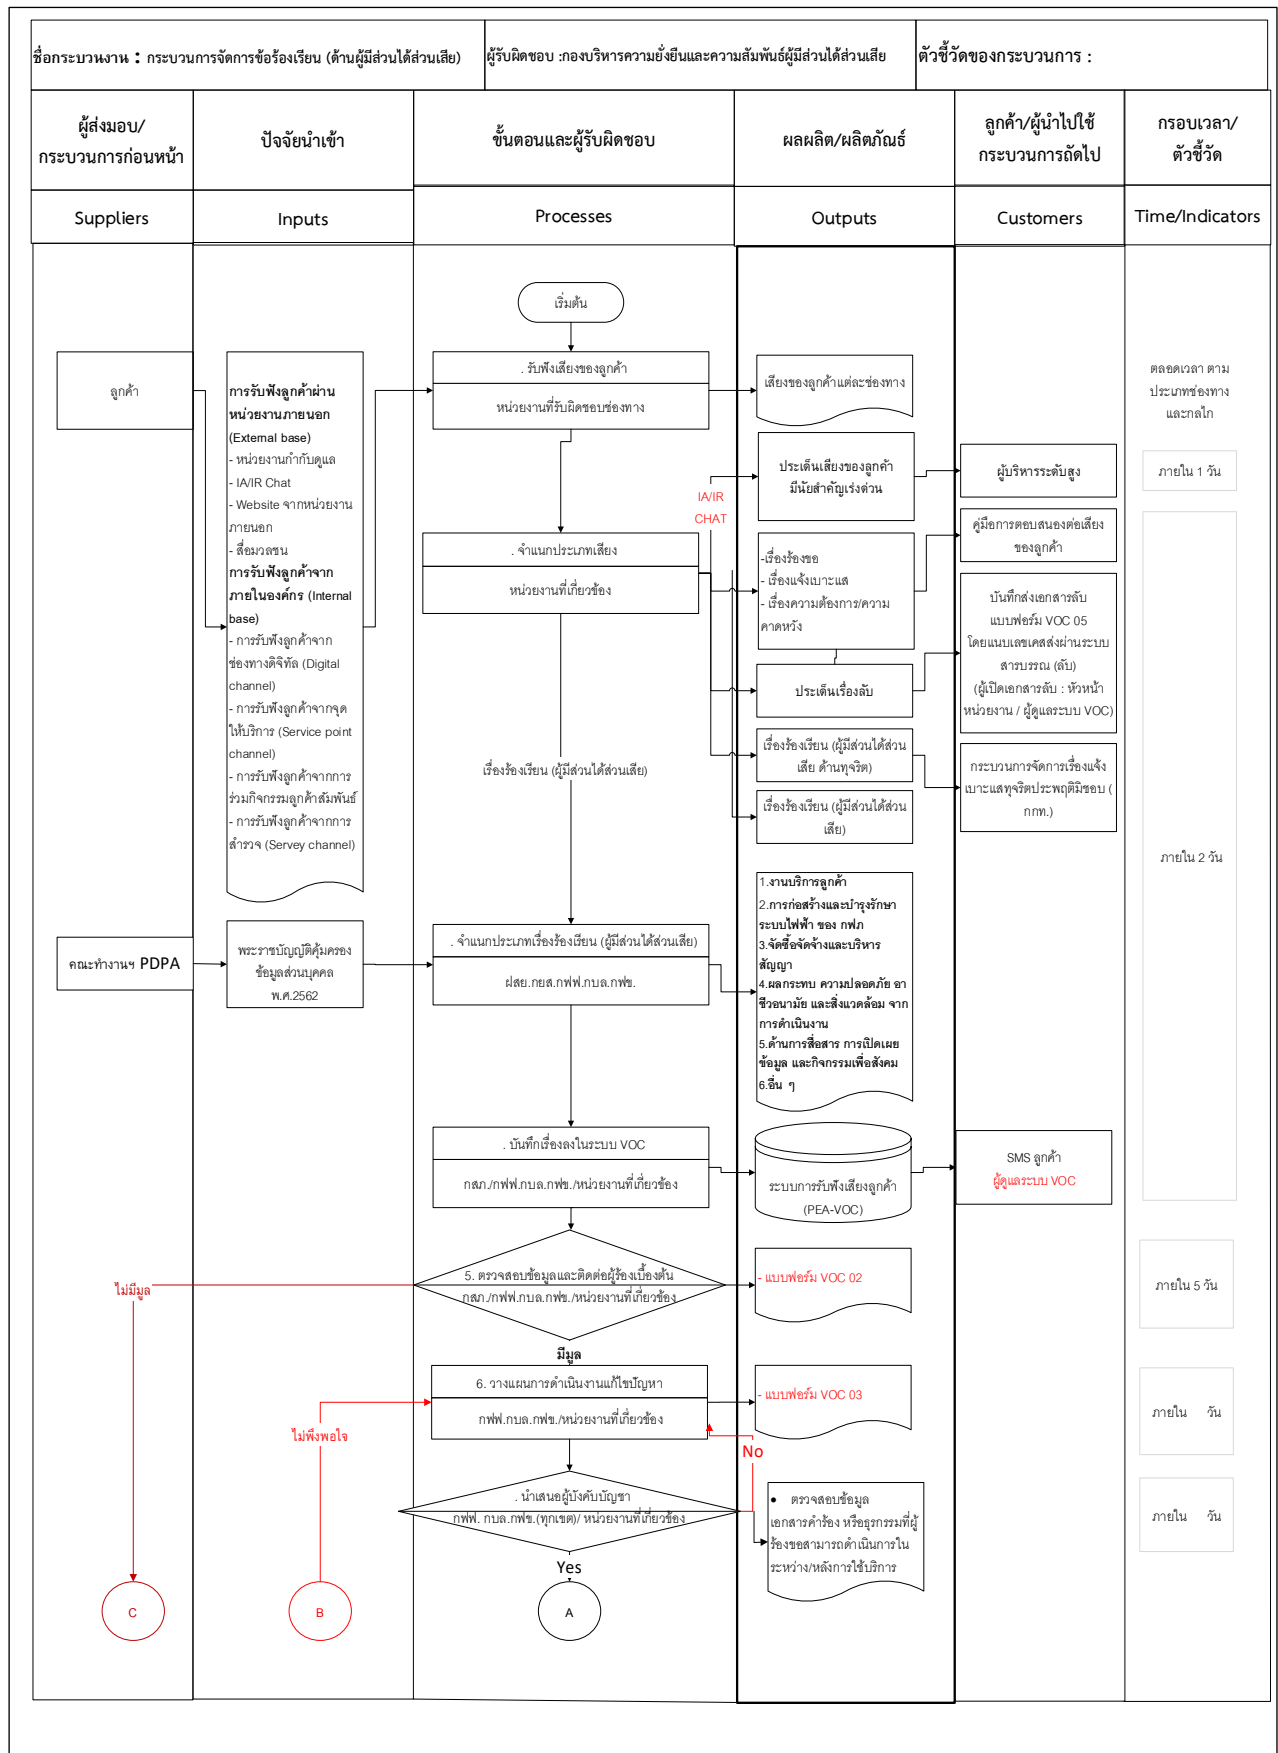 ชื่อกระบวนงาน : กระบวนการจัดการข้อร้องเรียน (ด้านผู้มีส่วนได้ส่วนเสีย)
ผู้รับผิดชอบ :กองบริหารความยั่งยืนและความสัมพันธ์ผู้มีส่วนได้ส่วนเสีย
ตัวชี้วัดของกระบวนการ :
ผู้ส่งมอบ/
กระบวนการก่อนหน้า
ปัจจัยนำเข้า
ขั้นตอนและผู้รับผิดชอบ
ผลผลิต/ผลิตภัณธ์
ลูกค้า/ผู้นำไปใช้
กระบวนการถัดไป
กรอบเวลา/
ตัวชี้วัด
Suppliers
Inputs
Processes
Outputs
Customers
Time/Indicators
เริ่มต้น
ลูกค้า
การรับฟังลูกค้าผ่าน
หน่วยงานภายนอก
(External base)
- หน่วยงานกำกับดูแล
- IA/IR Chat
- Website จากหน่วยงาน
ภายนอก
- สื่อมวลชน
การรับฟังลูกค้าจาก
ภายในองค์กร (Internal
base)
- การรับฟังลูกค้าจาก
ช่องทางดิจิทัล (Digital
channel)
- การรับฟังลูกค้าจากจุด
ให้บริการ (Service point
channel)
- การรับฟังลูกค้าจากการ
ร่วมกิจกรรมลูกค้าสัมพันธ์
- การรับฟังลูกค้าจากการ
สำรวจ (Servey channel)
. รับฟังเสียงของลูกค้า
หน่วยงานที่รับผิดชอบช่องทาง
เสียงของลูกค้าแต่ละช่องทาง
ตลอดเวลา ตาม
ประเภทช่องทาง
และกลไก
IA/IR
CHAT
ประเด็นเสียงของลูกค้า
มีนัยสำคัญเร่งด่วน
ผู้บริหารระดับสูง
ภายใน 1 วัน
. จำแนกประเภทเสียง
หน่วยงานที่เกี่ยวข้อง
-เรื่องร้องขอ
- เรื่องแจ้งเบาะแส
- เรื่องความต้องการ/ความ
คาดหวัง
คู่มือการตอบสนองต่อเสียง
ของลูกค้า
ประเด็นเรื่องลับ
บันทึกส่งเอกสารลับ
แบบฟอร์ม VOC 05
โดยแนบเลขเคสส่งผ่านระบบ
สารบรรณ (ลับ)
(ผู้เปิดเอกสารลับ : หัวหน้า
หน่วยงาน / ผู้ดูแลระบบ VOC)
เรื่องร้องเรียน (ผู้มีส่วนได้ส่วนเสีย)
เรื่องร้องเรียน (ผู้มีส่วนได้ส่วน
เสีย ด้านทุจริต)
กระบวนการจัดการเรื่องแจ้ง
เบาะแสทุจริตประพฤติมิชอบ (
กกท.)
เรื่องร้องเรียน (ผู้มีส่วนได้ส่วน
เสีย)
ภายใน 2 วัน
คณะทำงานฯ PDPA
พระราชบัญญัติคุ้มครอง
ข้อมูลส่วนบุคคล
พ.ศ.2562
. จำแนกประเภทเรื่องร้องเรียน (ผู้มีส่วนได้ส่วนเสีย)
ฝสย.กยส.กฟฟ.กบล.กฟข.
1.งานบริการลูกค้า
2.การก่อสร้างและบำรุงรักษา
ระบบไฟฟ้า ของ กฟภ
3.จัดซื้อจัดจ้างและบริหาร
สัญญา
4.ผลกระทบ ความปลอดภัย อา
ชีวอนามัย และสิ่งแวดล้อม จาก
การดำเนินงาน
5.ด้านการสื่อสาร การเปิดเผย
ข้อมูล และกิจกรรมเพื่อสังคม
6.อื่น ๆ
. บันทึกเรื่องลงในระบบ VOC
กสภ./กฟฟ.กบล.กฟข./หน่วยงานที่เกี่ยวข้อง
ระบบการรับฟังเสียงลูกค้า
(PEA-VOC)
SMS ลูกค้า
ผู้ดูแลระบบ VOC
ไม่มีมูล
5. ตรวจสอบข้อมูลและติดต่อผู้ร้องเบื้องต้น
กสภ./กฟฟ.กบล.กฟข./หน่วยงานที่เกี่ยวข้อง
- แบบฟอร์ม VOC 02
ภายใน 5 วัน
มีมูล
6. วางแผนการดำเนินงานแก้ไขปัญหา
กฟฟ.กบล.กฟข./หน่วยงานที่เกี่ยวข้อง
- แบบฟอร์ม VOC 03
ภายใน วัน
ไม่พึงพอใจ
No
. นำเสนอผู้บังคับบัญชา
กฟฟ. กบล.กฟข.(ทุกเขต)/ หน่วยงานที่เกี่ยวข้อง
• ตรวจสอบข้อมูล
เอกสารคำร้อง หรือธุรกรรมที่ผู้
ร้องขอสามารถดำเนินการใน
ระหว่าง/หลังการใช้บริการ
ภายใน วัน
Yes
C
B
A